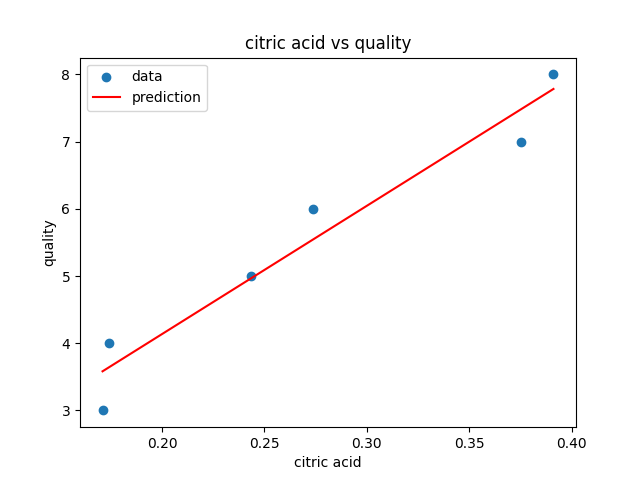 citric acid vs quality
data
prediction
8
7
6
5
4
3
quality
0.20 0.25 0.30 0.35 0.40
citric acid